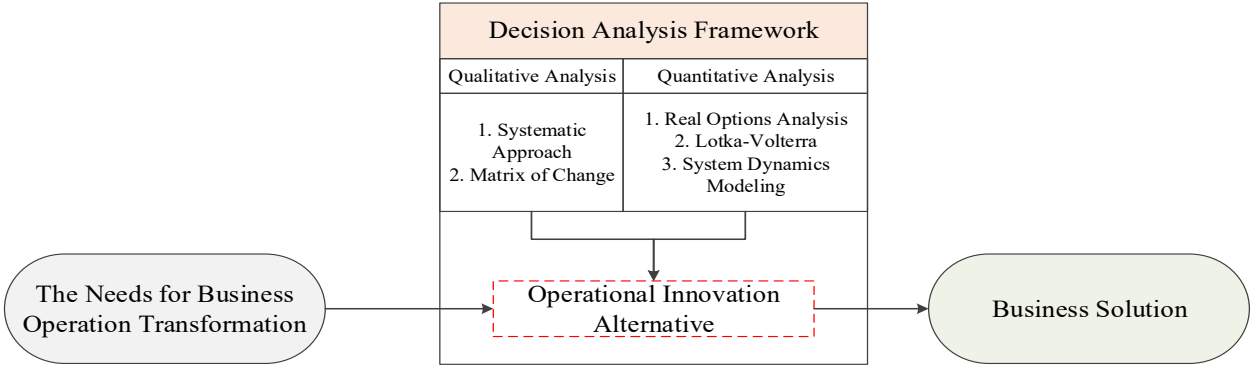 Decision Analysis Framework
Qualitative Analysis
Quantitative Analysis
1. Systematic
Approach
2. Matrix of Change
1. Real Options Analysis
2. Lotka-Volterra
3. System Dynamics
Modeling
The Needs for Business
Operation Transformation
Operational Innovation
Alternative
Business Solution